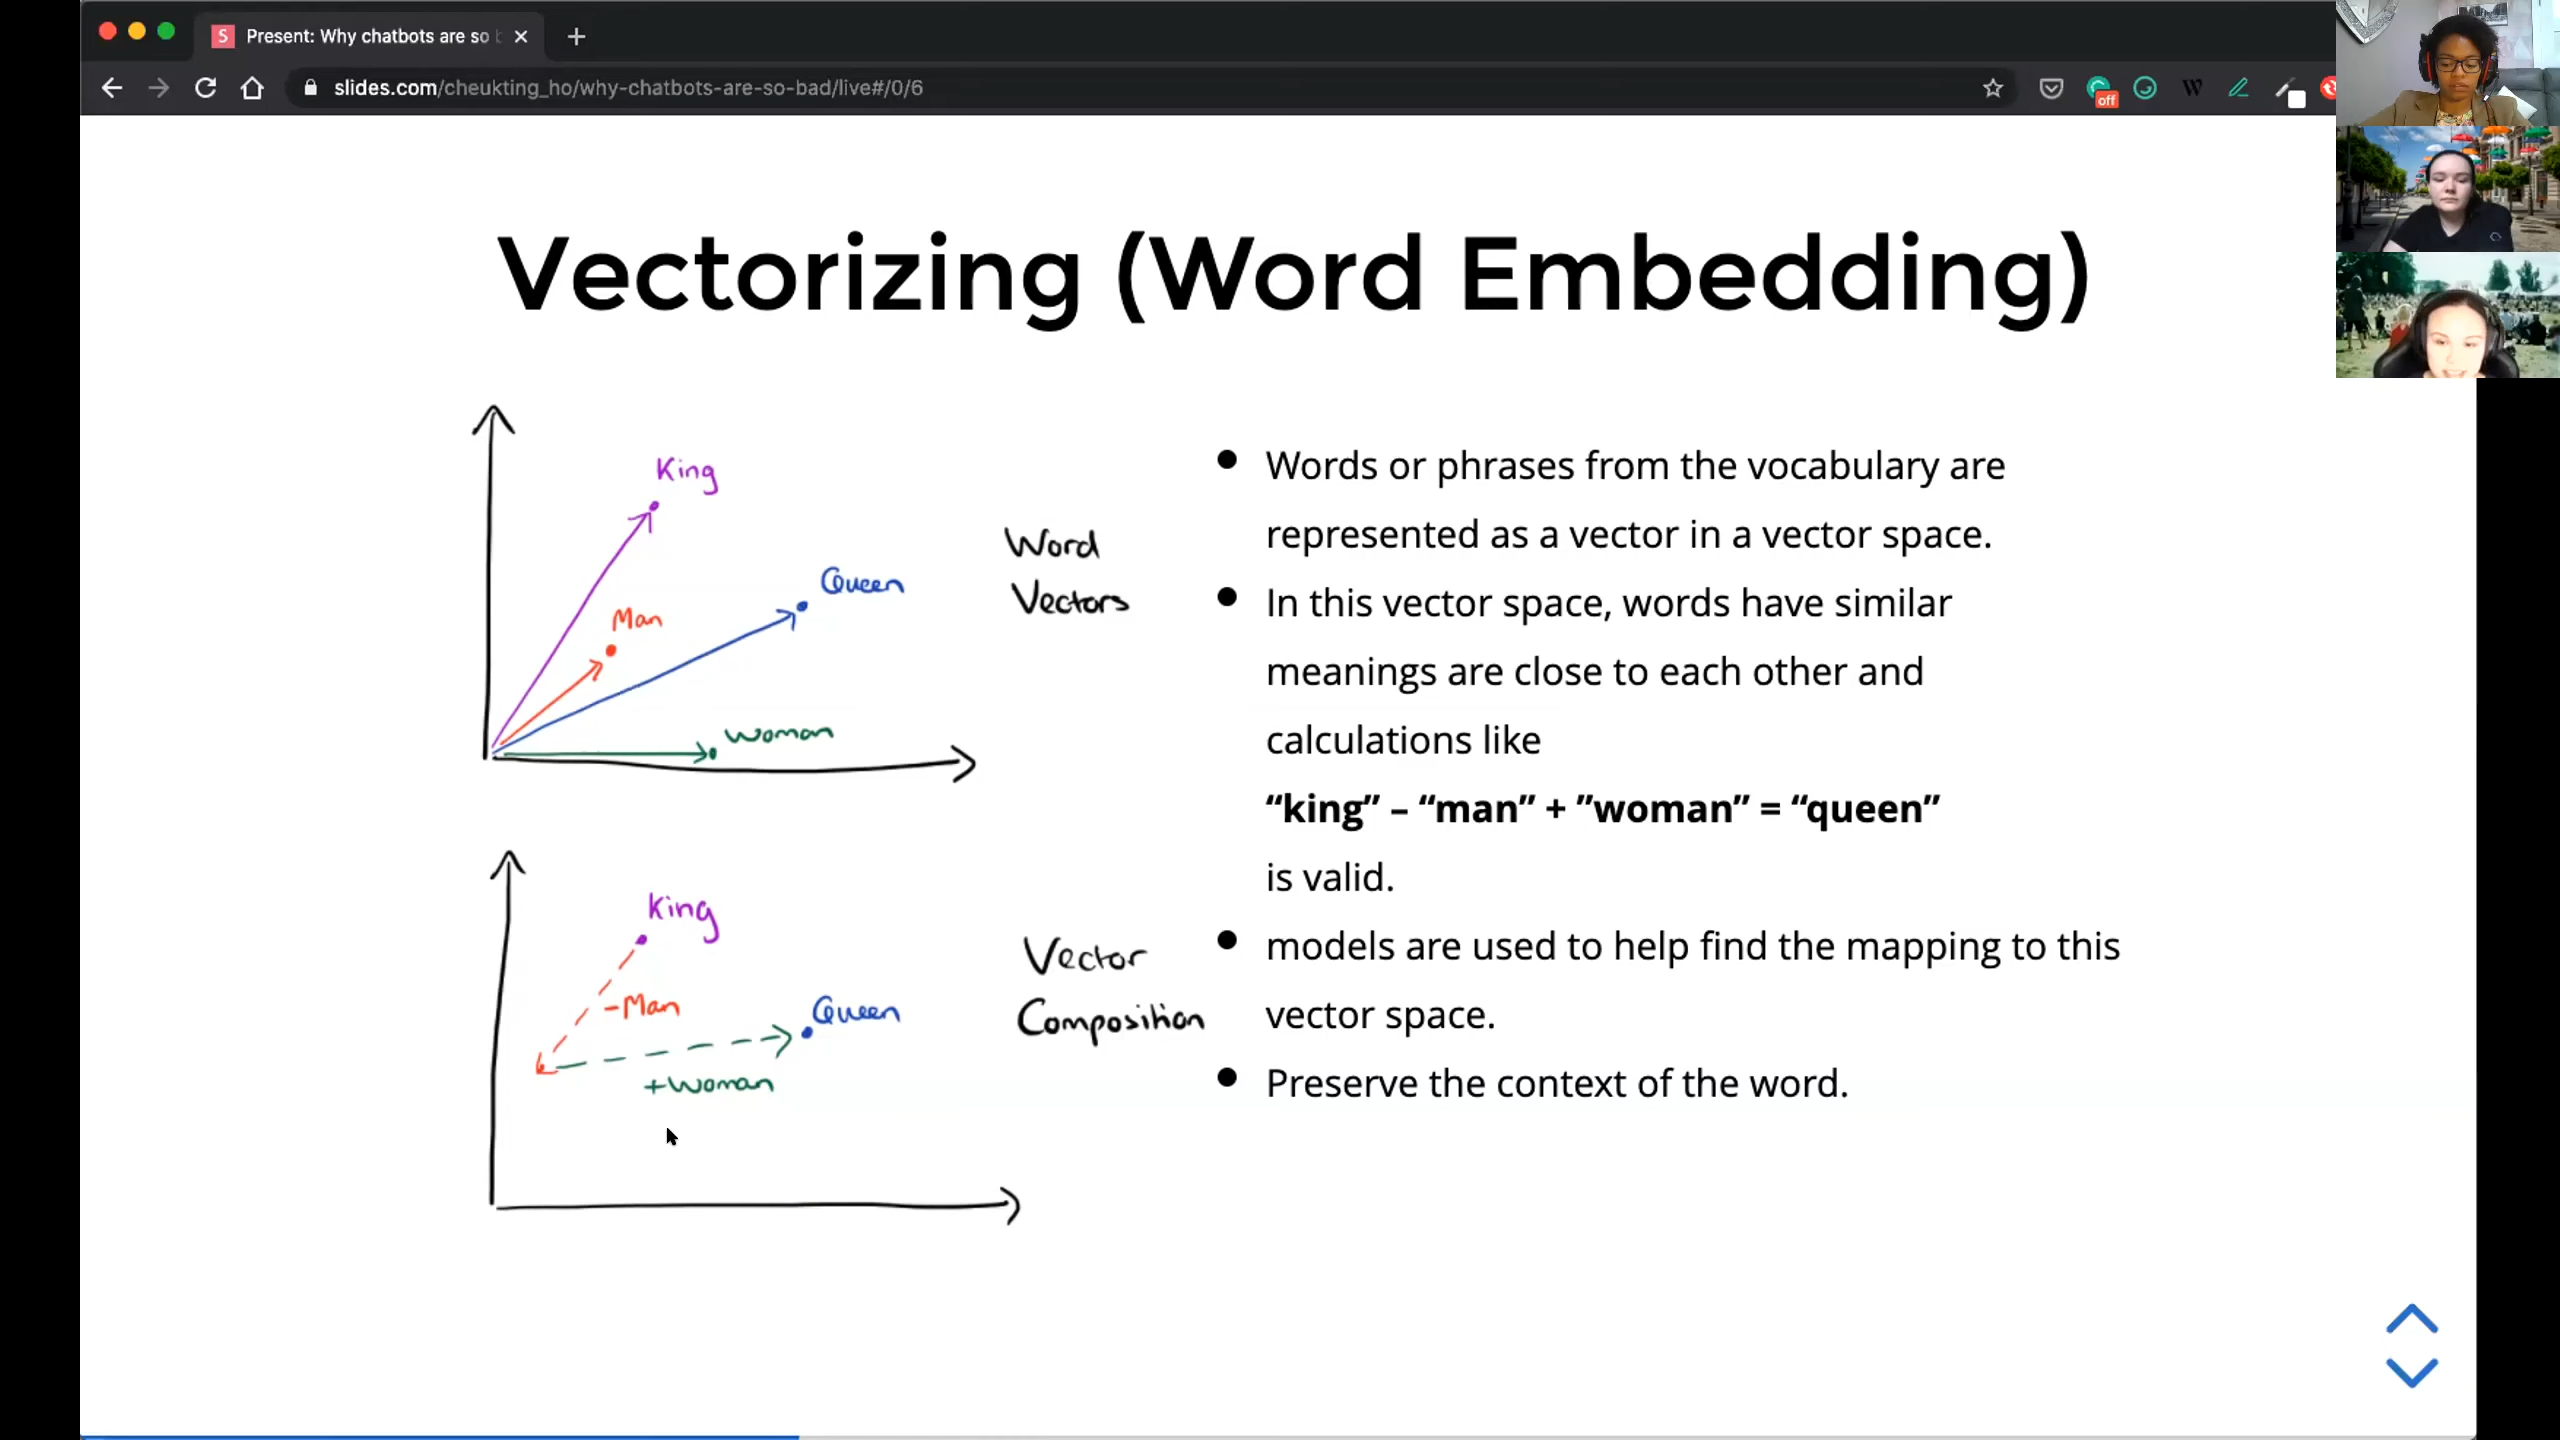 S Present: Why chatbots are so b
slides.com/cheukting_ho/why-chatbots-are-so-bad/live#/0/6
W
off
Vectorizing (Word Embedding)
King
Queen
Man
Woman
Word
Vectors
King
-Man
Queen
+Woman
Vector
Composition
• Words or phrases from the vocabulary are
represented as a vector in a vector space.
• In this vector space, words have similar
meanings are close to each other and
calculations like
“king” – “man” + ”woman” = “queen”
is valid.
• models are used to help find the mapping to this
vector space.
• Preserve the context of the word.